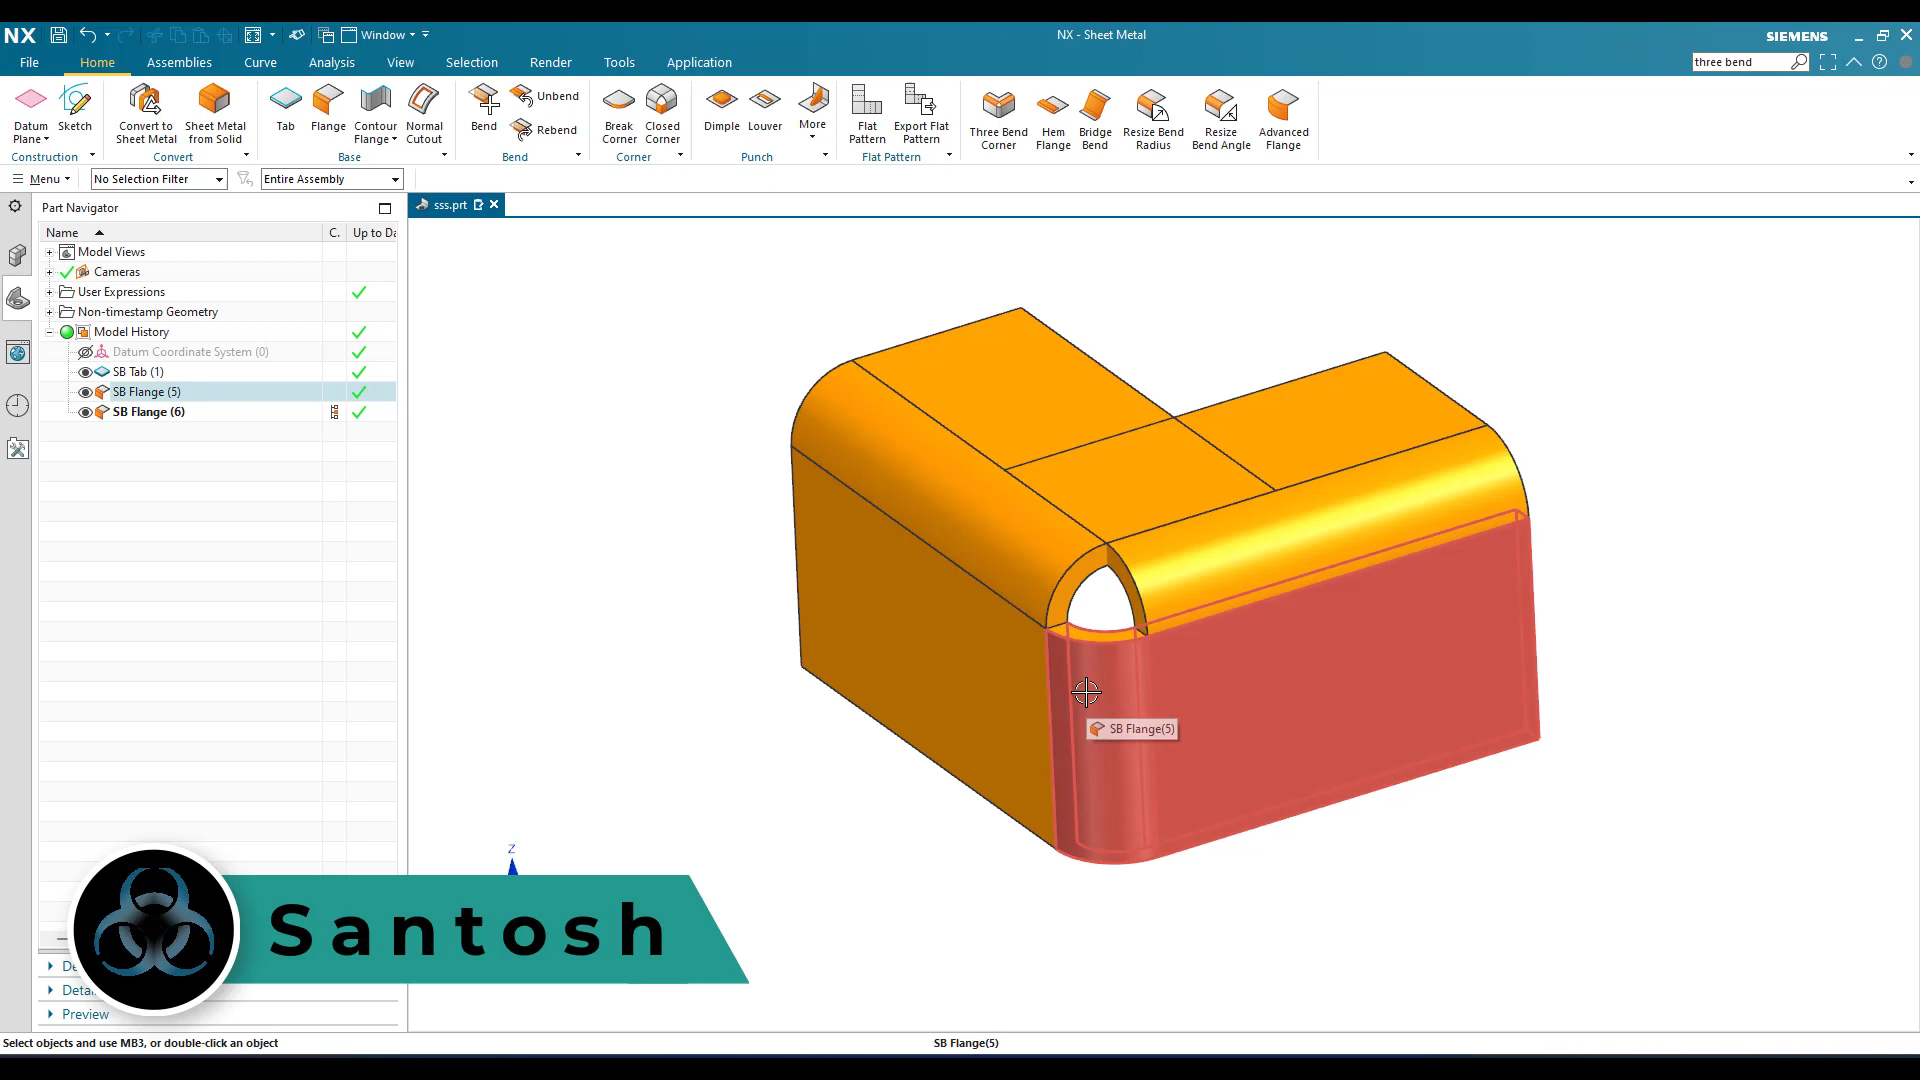 NX
Window
NX - Sheet Metal
SIEMENS
File Home Assemblies Curve Analysis View Selection Render Tools Application
three bend
Datum Plane
Sketch
Construction
Convert to Sheet Metal
Sheet Metal from Solid
Convert
Tab
Flange
Contour Flange
Normal Cutout
Base
Bend
Unbend
Rebend
Bend
Break Corner
Closed Corner
Corner
Dimple
Louver
More
Punch
Flat Pattern
Export Flat Pattern
Flat Pattern
Three Bend Corner
Hem Flange
Bridge Bend
Resize Bend Radius
Resize Bend Angle
Advanced Flange
Menu
No Selection Filter
Entire Assembly
Part Navigator
sss.prt
Name C. Up to Da
Model Views
Cameras
User Expressions
Non-timestamp Geometry
Model History
Datum Coordinate System (0)
SB Tab (1)
SB Flange (5)
SB Flange (6)
SB Flange(5)
Z
Santosh
Preview
Select objects and use MB3, or double-click an object
SB Flange(5)